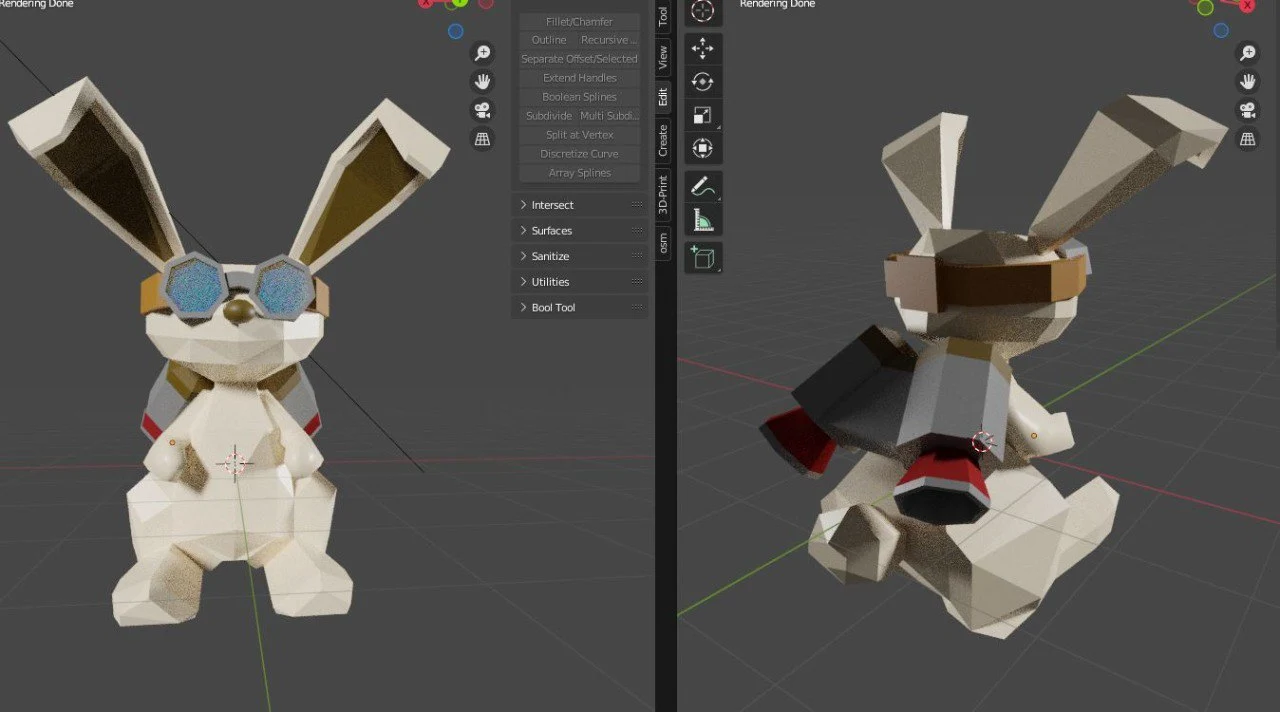 Rendering Done
Fillet/Chamfer
Outline Recursive ...
Separate Offset/Selected
Extend Handles
Boolean Splines
Subdivide Multi Subdi...
Split at Vertex
Discretize Curve
Array Splines
Intersect
Surfaces
Sanitize
Utilities
Bool Tool
Tool
View
Edit
Create
3D-Print
osm
Rendering Done
X
Y
X